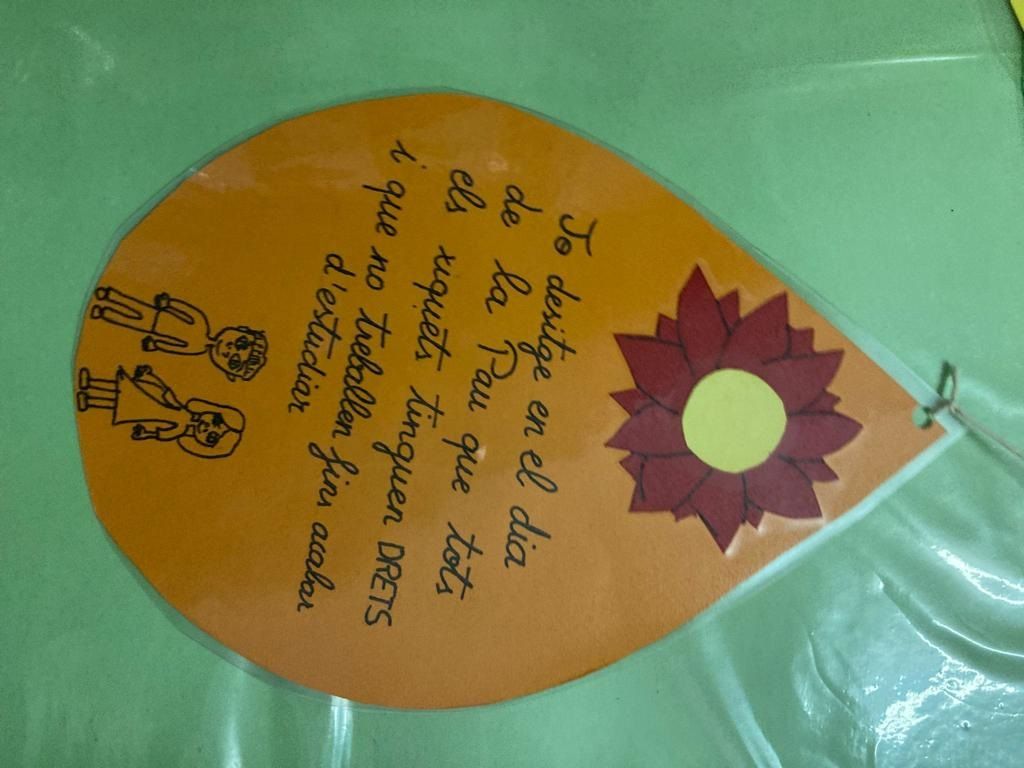 Jo desitge en el dia
de la Pau que tots
els xiquets tinguen DRETS
i que no treballen fins acabar
d'estudiar